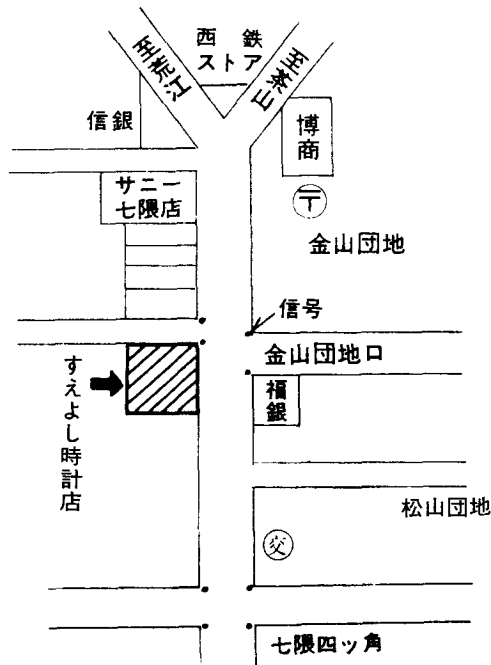 西鉄
ストア
至荒江
至茶山
信銀
博商
サニー
七隈店
〒
金山団地
信号
金山団地口
すえよし時計店
福銀
松山団地
交
七隈四ッ角